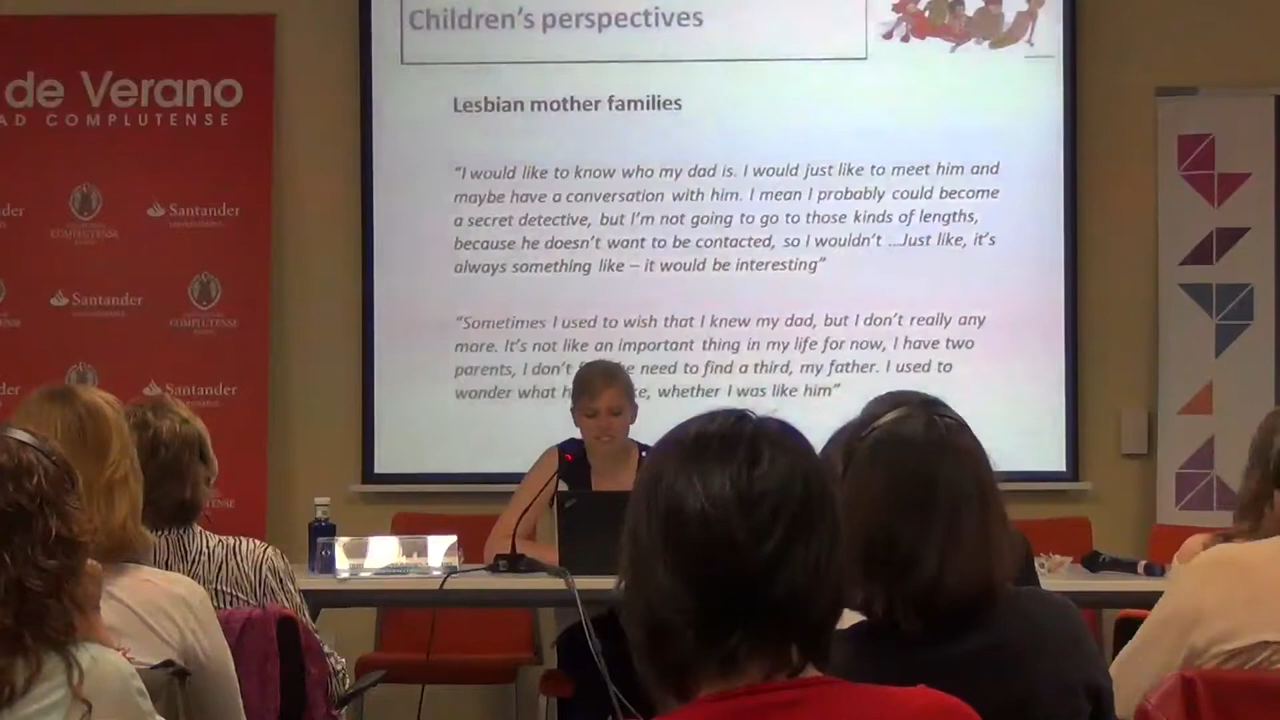 Children's perspectives
de Verano
AD COMPLUTENSE
Lesbian mother families
"I would like to know who my dad is. I would just like to meet him and
maybe have a conversation with him. I mean I probably could become
a secret detective, but I'm not going to go to those kinds of lengths,
because he doesn't want to be contacted, so I wouldn't ...Just like, it's
always something like – it would be interesting"
"Sometimes I used to wish that I knew my dad, but I don't really any
more. It's not like an important thing in my life for now, I have two
parents, I don't need to find a third, my father. I used to
wonder what whether I was like him"
der
COMPLUTENSE
Santander
Santander
COMPLUTENSE
der
Santander